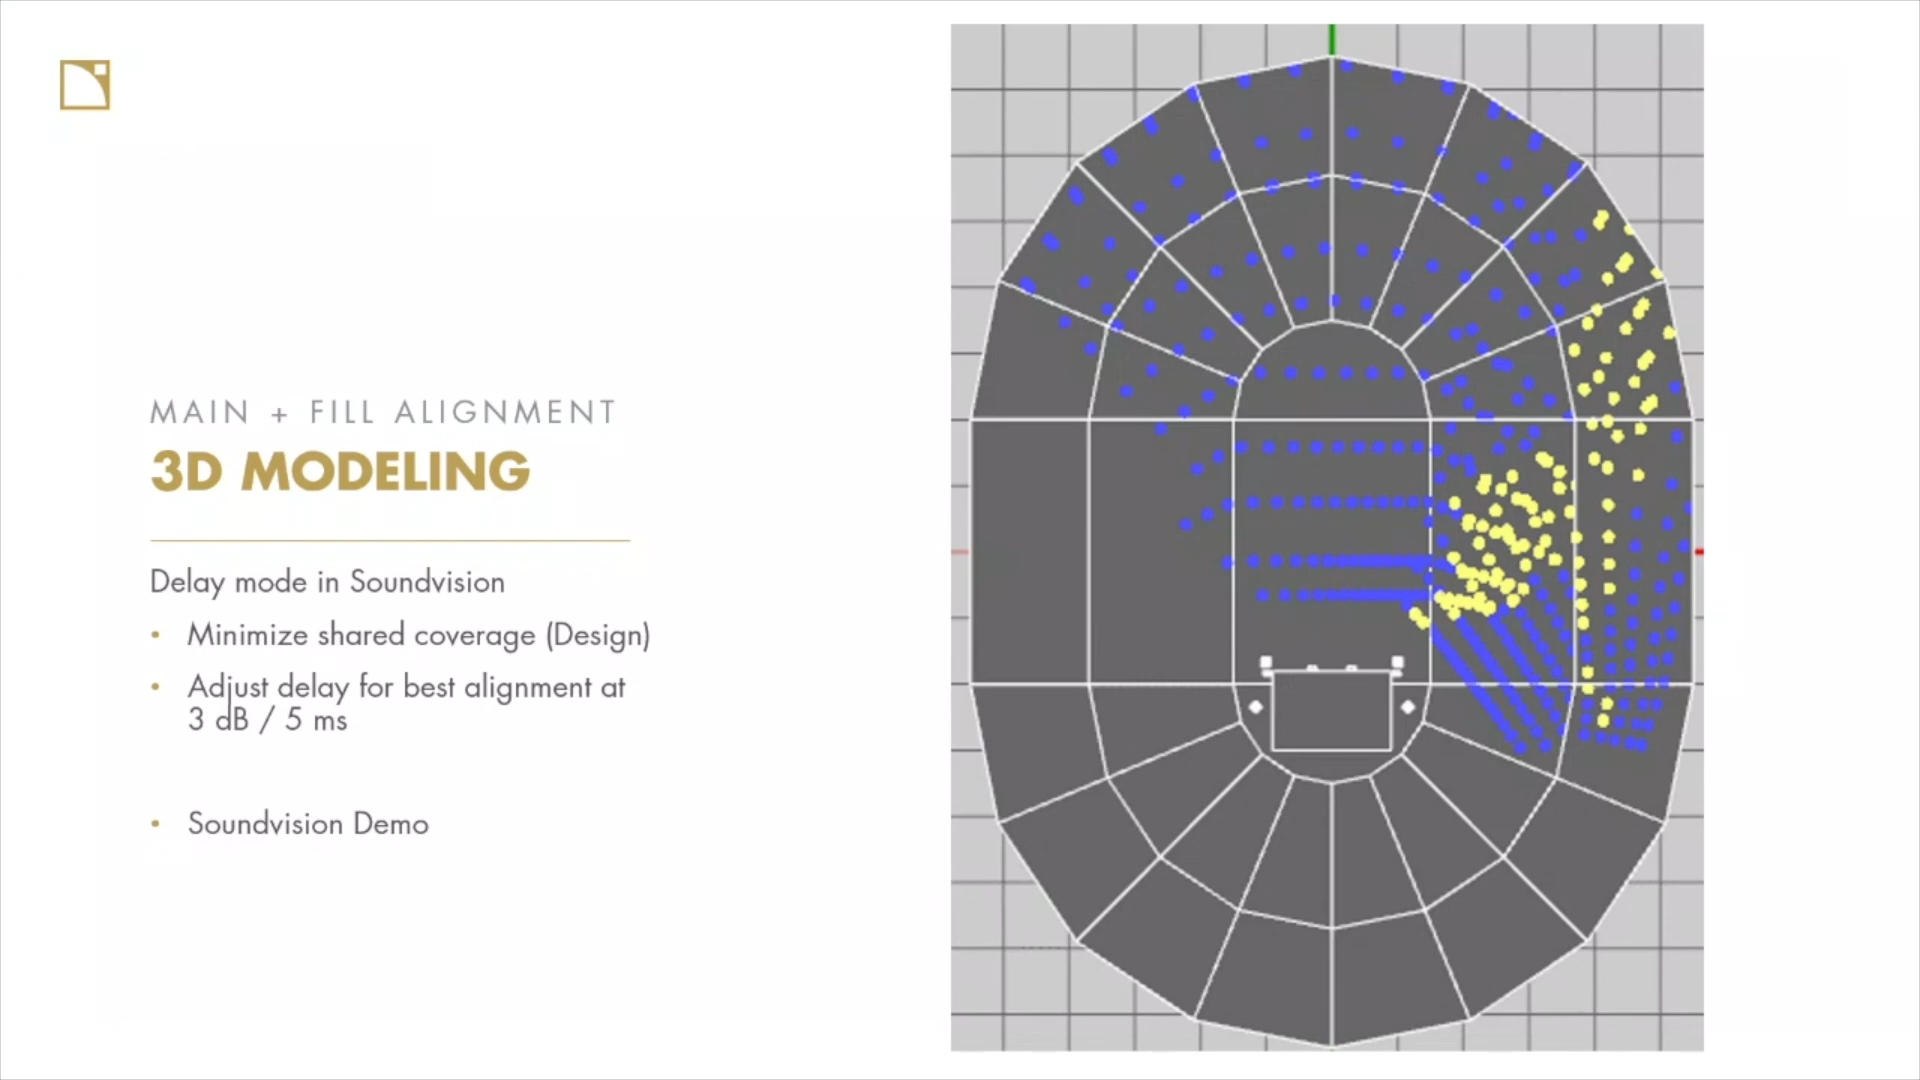 MAIN + FILL ALIGNMENT
3D MODELING
Delay mode in Soundvision
• Minimize shared coverage (Design)
• Adjust delay for best alignment at
3 dB / 5 ms
• Soundvision Demo